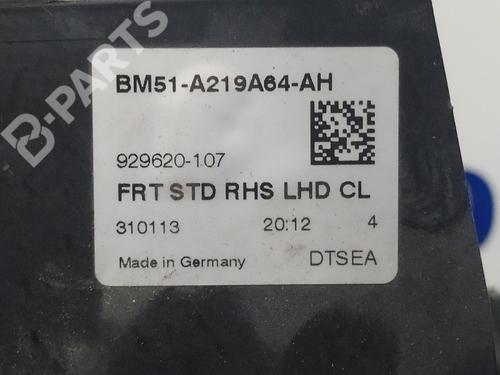 B-PARTS
BM51-A219A64-AH
929620-107
FRT STD RHS LHD CL
310113 20:12 4
Made in Germany DTSEA